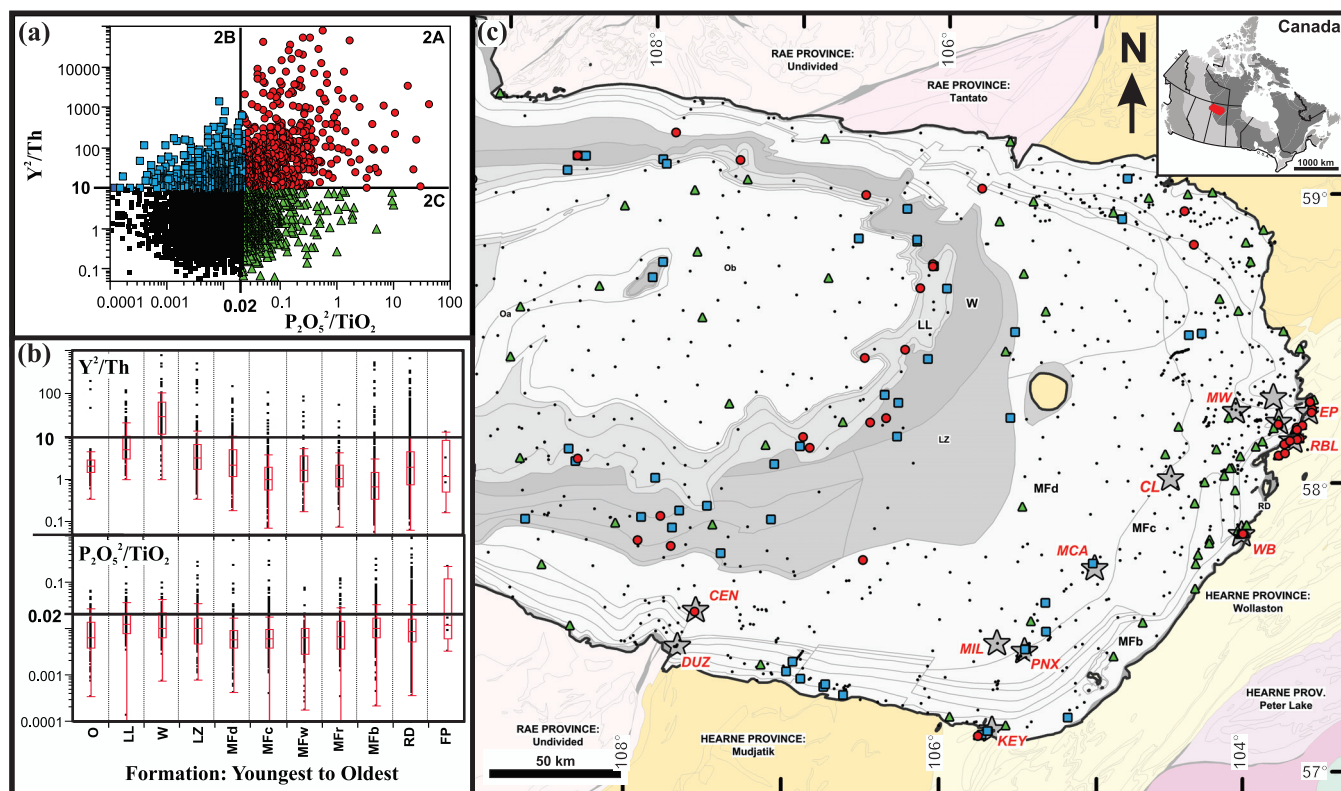 (a)
2B
2A
2C
Y²/Th
10000
1000
100
10
1
0.1
0.0001
0.001
0.02
0.1
1
10
100
P₂O₅²/TiO₂
(b)
Y²/Th
100
10
1
0.1
P₂O₅²/TiO₂
0.1
0.02
0.001
0.0001
O
LL
W
LZ
MFd
MFc
MFw
MFr
MFb
RD
FP
Formation: Youngest to Oldest
(c)
108°
106°
RAE PROVINCE:
Undivided
RAE PROVINCE:
Tantato
N
Canada
1000 km
59°
Ob
Oa
LL
W
LZ
MFd
MFc
MW
EP
RBL
CL
58°
RD
WB
MCA
HEARNE PROVINCE:
Wollaston
CEN
DUZ
MIL
PNX
MFb
KEY
HEARNE PROV.
Peter Lake
RAE PROVINCE:
Undivided
HEARNE PROVINCE:
Mudjatik
50 km
108°
106°
104°
57°